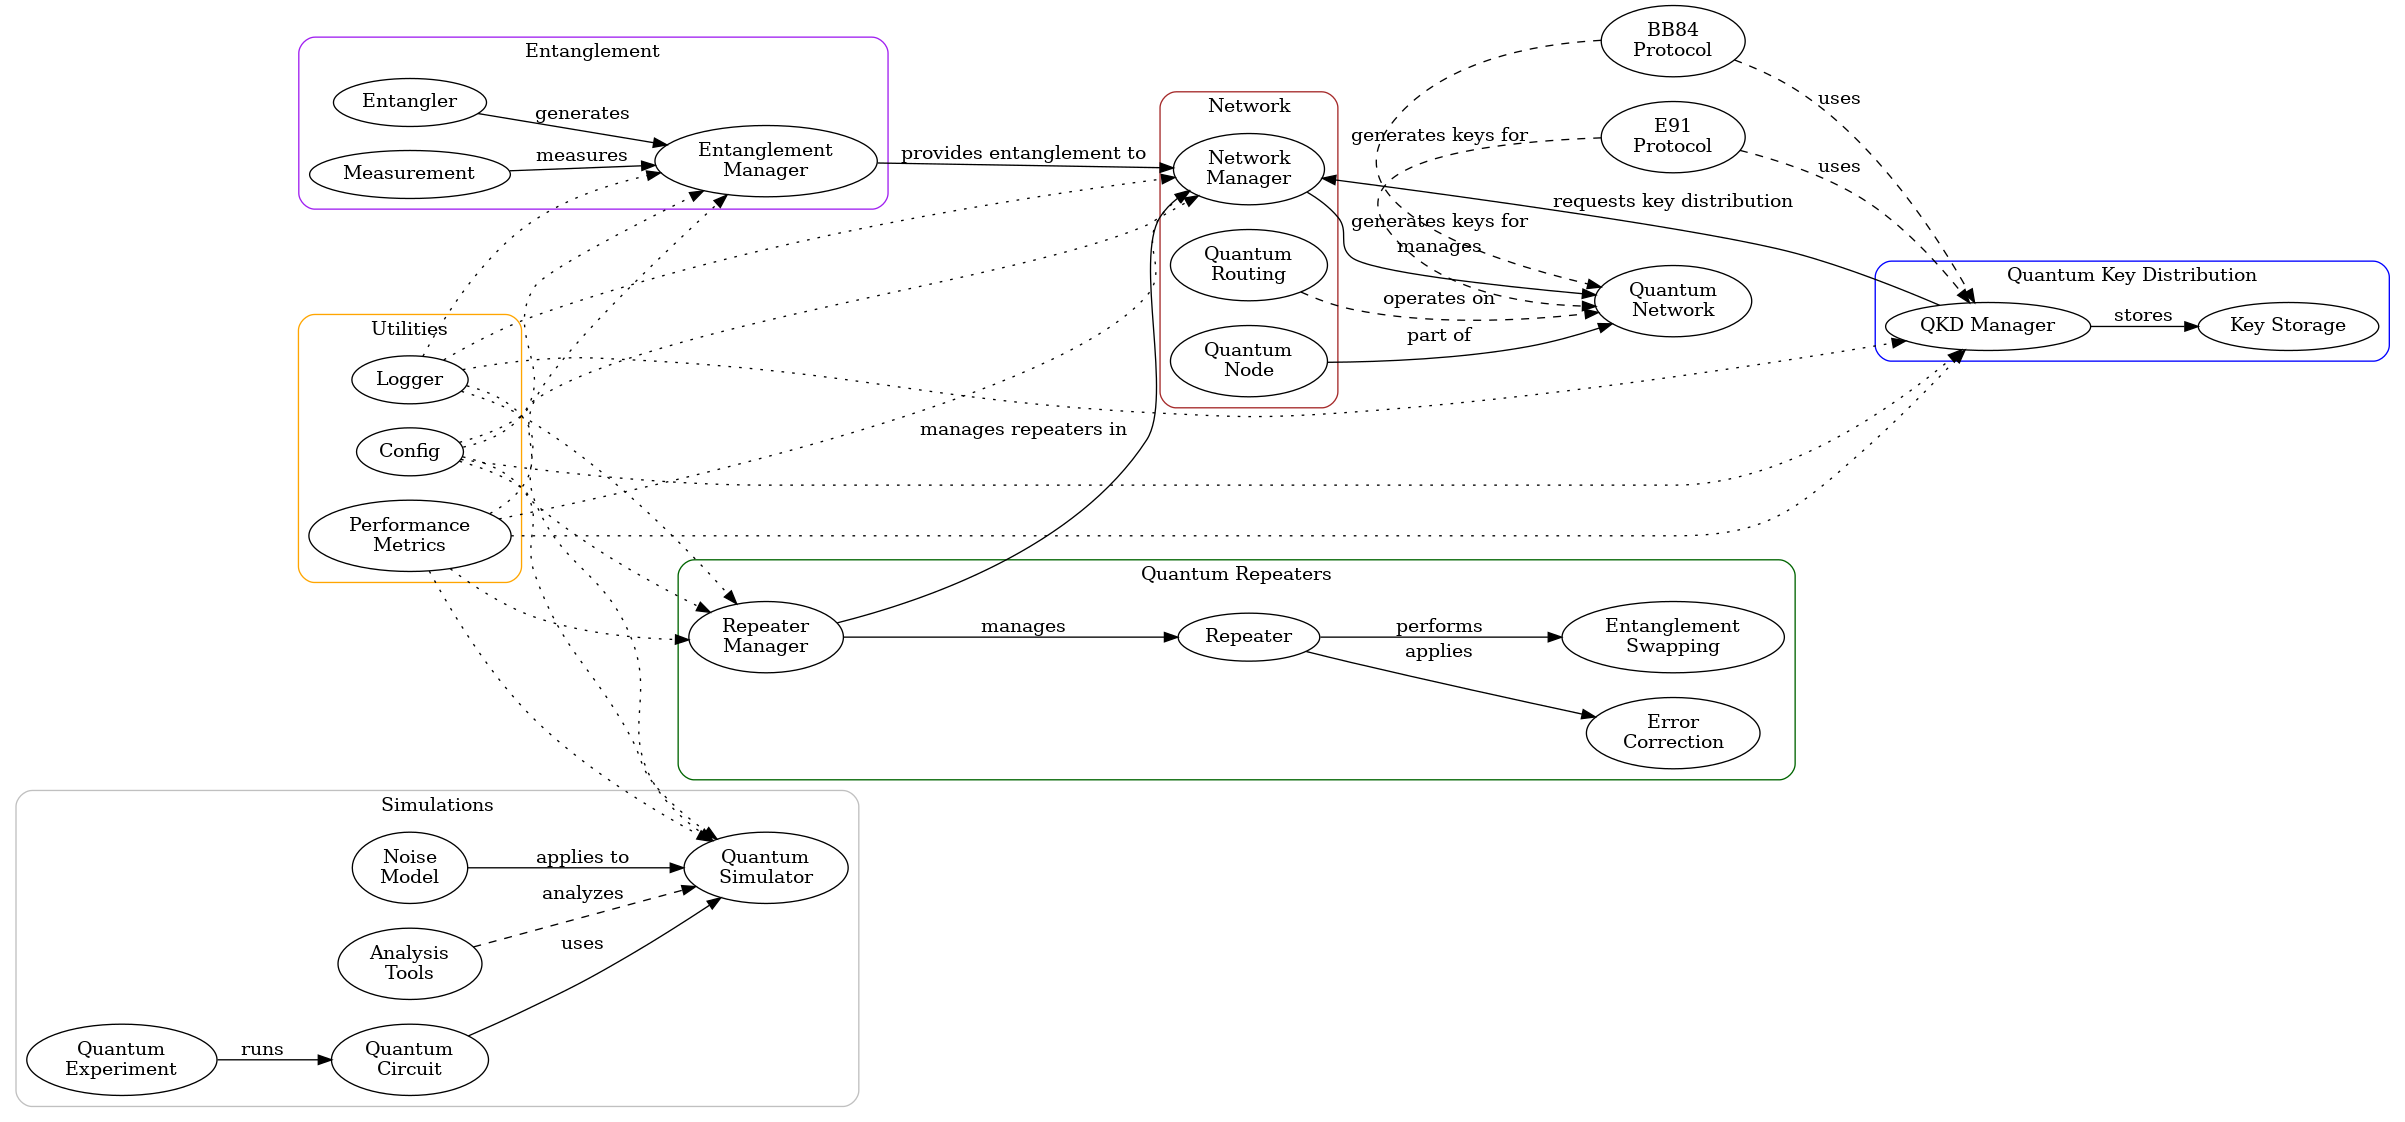 Entanglement
Entangler
generates
Measurement
measures
Entanglement
Manager
provides entanglement to
Network
Network
Manager
Quantum
Routing
Quantum
Node
BB84
Protocol
uses
generates keys for
E91
Protocol
uses
generates keys for
requests key distribution
manages
operates on
part of
Quantum
Network
Quantum Key Distribution
QKD Manager
stores
Key Storage
Utilities
Logger
Config
Performance
Metrics
manages repeaters in
Quantum Repeaters
Repeater
Manager
manages
Repeater
performs
applies
Entanglement
Swapping
Error
Correction
Simulations
Noise
Model
applies to
Quantum
Simulator
analyzes
Analysis
Tools
uses
Quantum
Experiment
runs
Quantum
Circuit